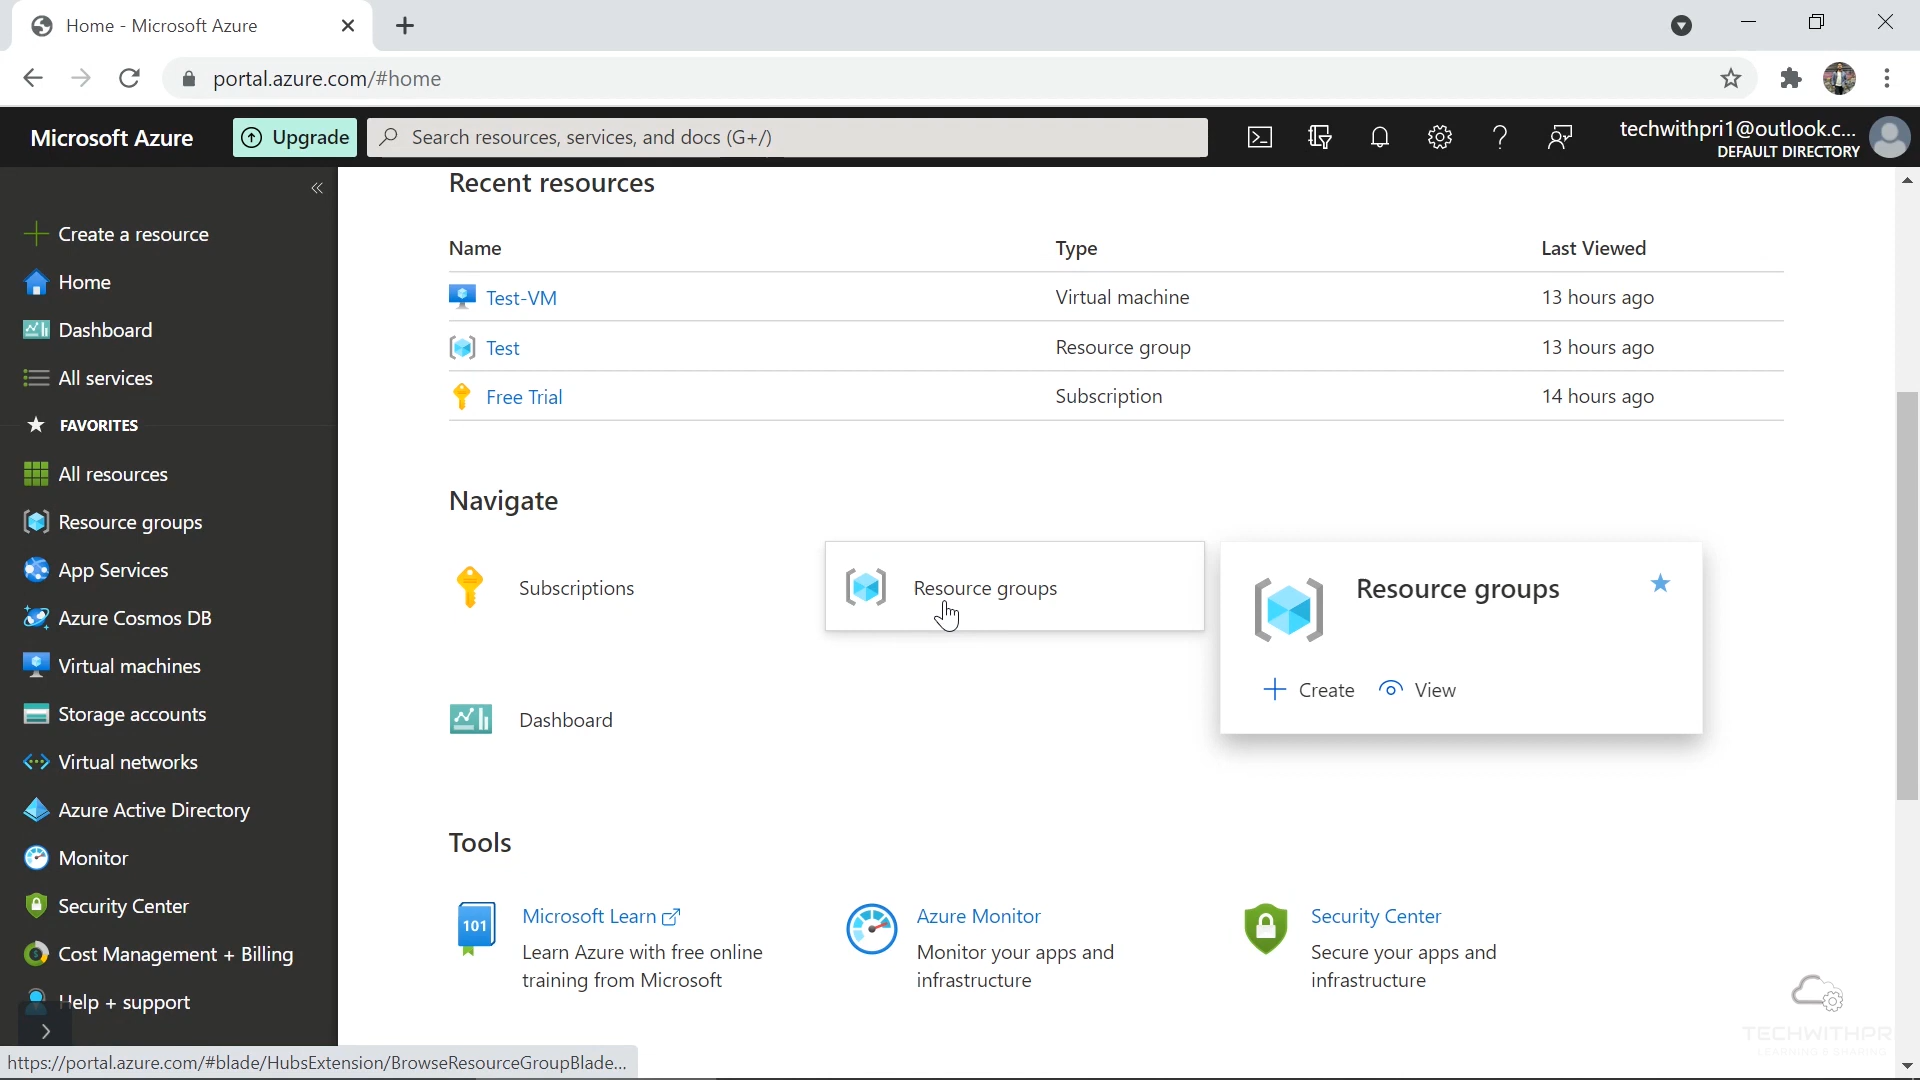 Home - Microsoft Azure
portal.azure.com/#home
Microsoft Azure
Upgrade
Search resources, services, and docs (G+/)
techwithpri1@outlook.c...
DEFAULT DIRECTORY
Create a resource
Home
Dashboard
All services
FAVORITES
All resources
Resource groups
App Services
Azure Cosmos DB
Virtual machines
Storage accounts
Virtual networks
Azure Active Directory
Monitor
Security Center
Cost Management + Billing
Help + support
Recent resources
Name Type Last Viewed
Test-VM Virtual machine 13 hours ago
Test Resource group 13 hours ago
Free Trial Subscription 14 hours ago
Navigate
Subscriptions
Resource groups
Resource groups
Create View
Dashboard
Tools
101
Microsoft Learn
Learn Azure with free online
training from Microsoft
Azure Monitor
Monitor your apps and
infrastructure
Security Center
Secure your apps and
infrastructure
TECHWITHPR
LEARNING & SHARING
https://portal.azure.com/#blade/HubsExtension/BrowseResourceGroupBlade...